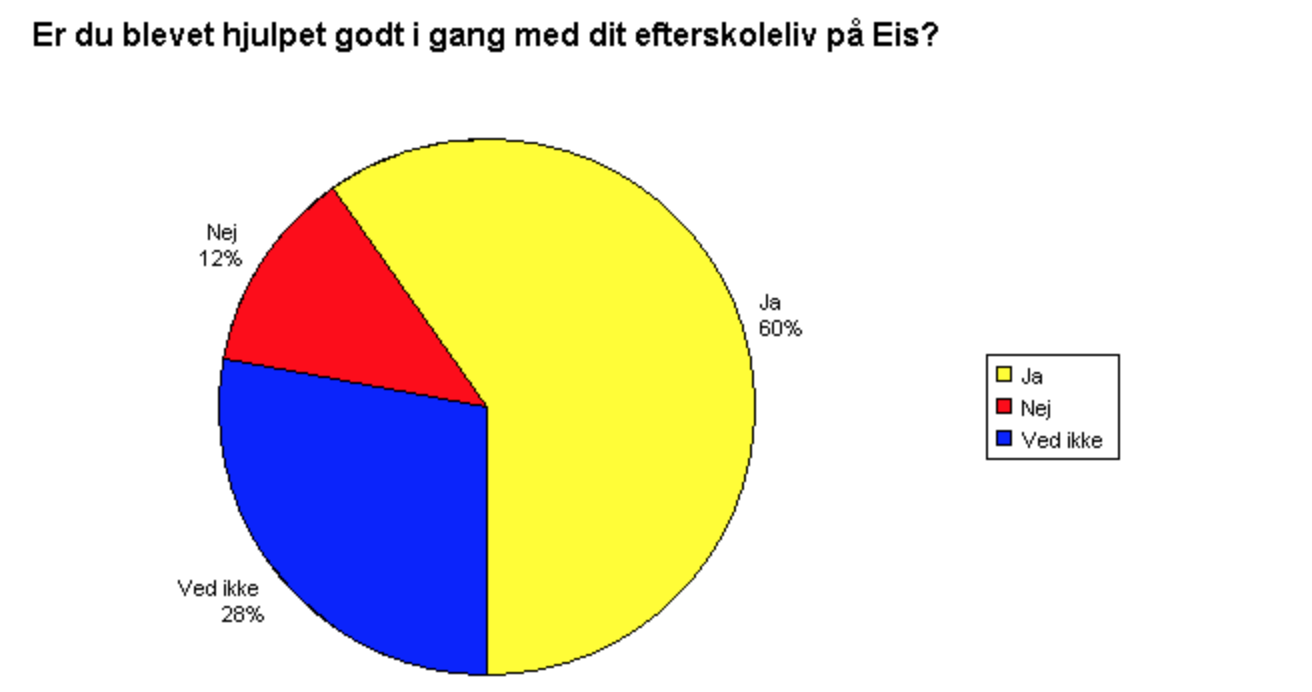 Er du blevet hjulpet godt i gang med dit efterskoleliv på Eis?
Nej
12%
Ja
60%
Ved ikke
28%
Ja
Nej
Ved ikke